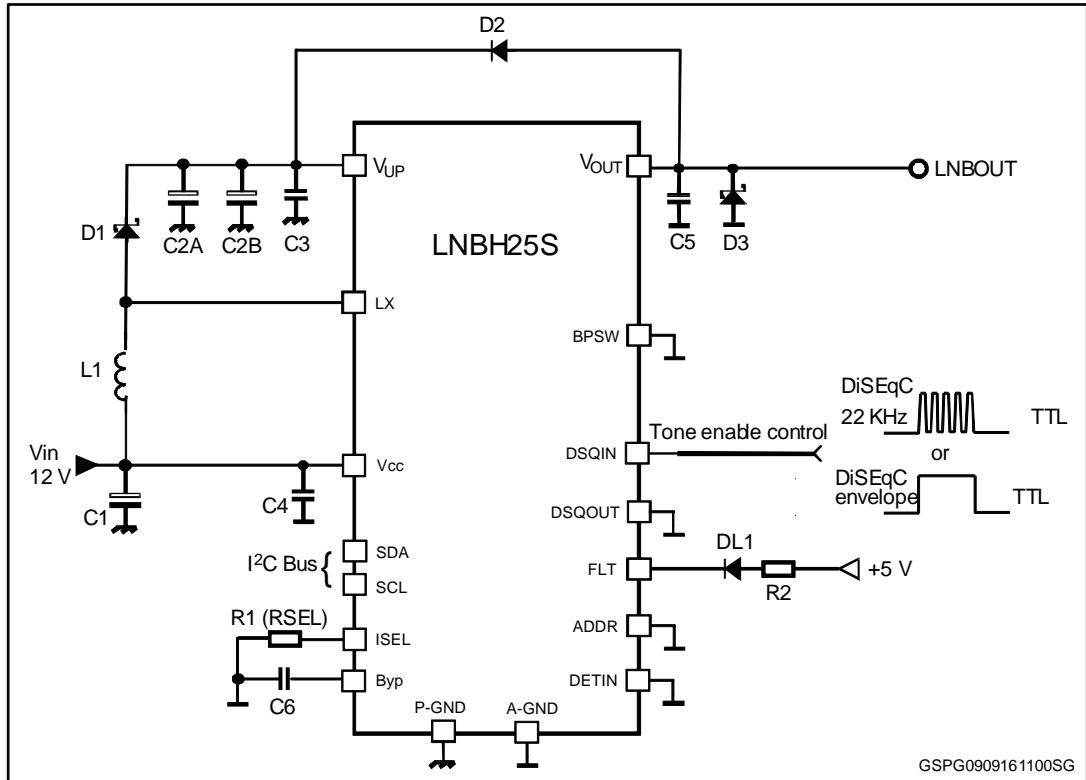 D2
VUP
VOUT
LNBOUT
D1
C2A
C2B
C3
C5
D3
LNBH25S
LX
BPSW
L1
DiSEqC
22 KHz
TTL
or
Tone enable control
DSQIN
Vin
12 V
Vcc
C4
C1
DiSEqC
envelope
TTL
DSQOUT
I²C Bus {
SDA
SCL
DL1
FLT
R2
+5 V
R1 (RSEL)
ISEL
ADDR
Byp
C6
DETIN
P-GND
A-GND
GSPG0909161100SG